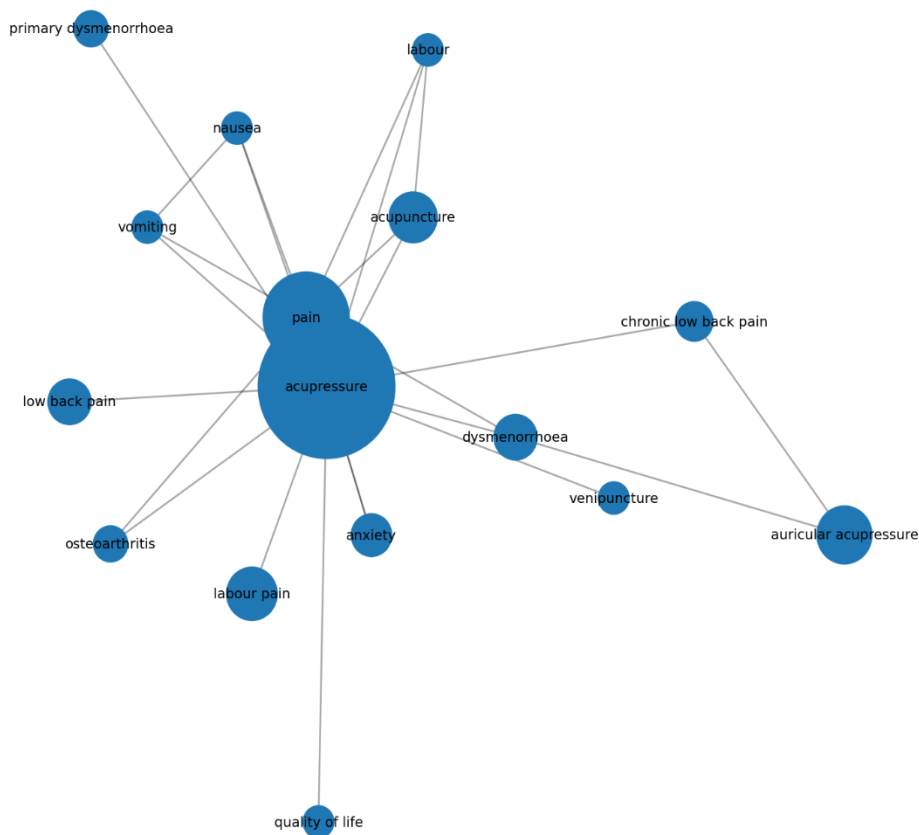 primary dysmenorrhoea
labour
nausea
acupuncture
vomiting
pain
chronic low back pain
acupressure
low back pain
dysmenorrhoea
venipuncture
anxiety
auricular acupressure
osteoarthritis
labour pain
quality of life